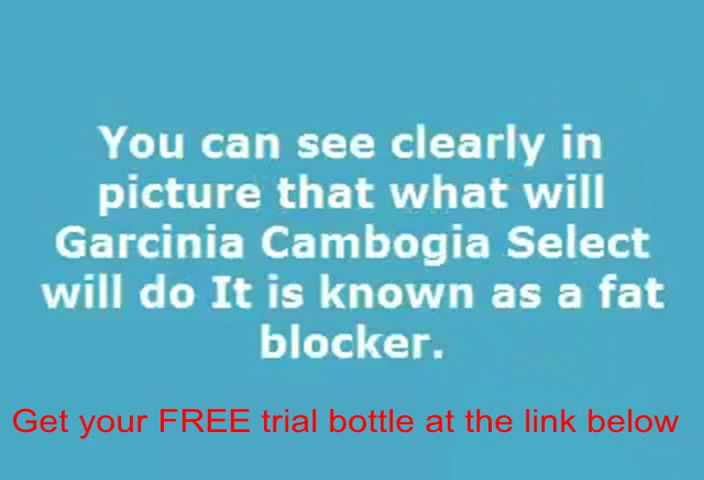 You can see clearly in
picture that what will
Garcinia Cambogia Select
will do It is known as a fat
blocker.
Get your FREE trial bottle at the link below